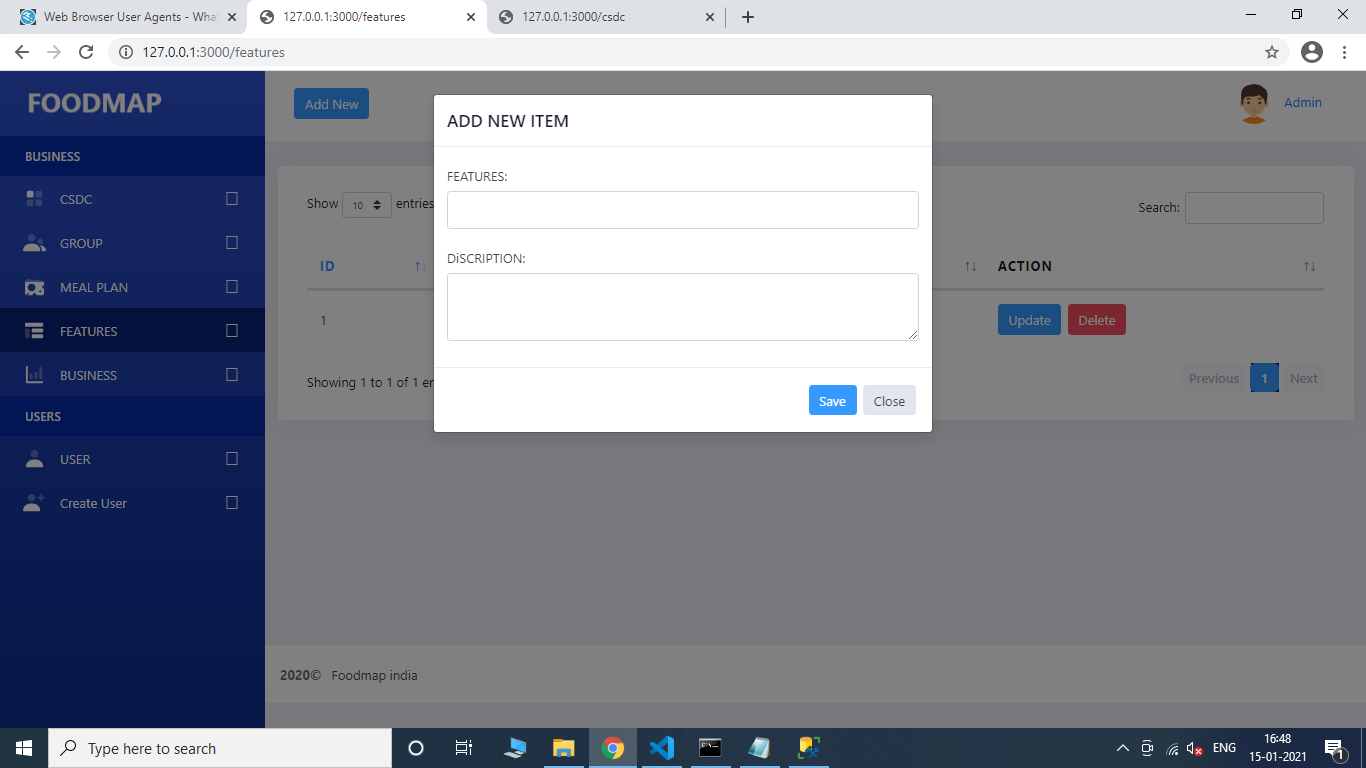 Web Browser User Agents - What
127.0.0.1:3000/features
127.0.0.1:3000/csdc
127.0.0.1:3000/features
FOODMAP
BUSINESS
CSDC
GROUP
MEAL PLAN
FEATURES
BUSINESS
USERS
USER
Create User
Add New
Admin
Show 10 entries
Search:
ID
ACTION
1
Update Delete
Showing 1 to 1 of 1 en
Previous 1 Next
ADD NEW ITEM
FEATURES:
DiSCRIPTION:
Save Close
2020© Foodmap india
Type here to search
ENG
16:48
15-01-2021
1